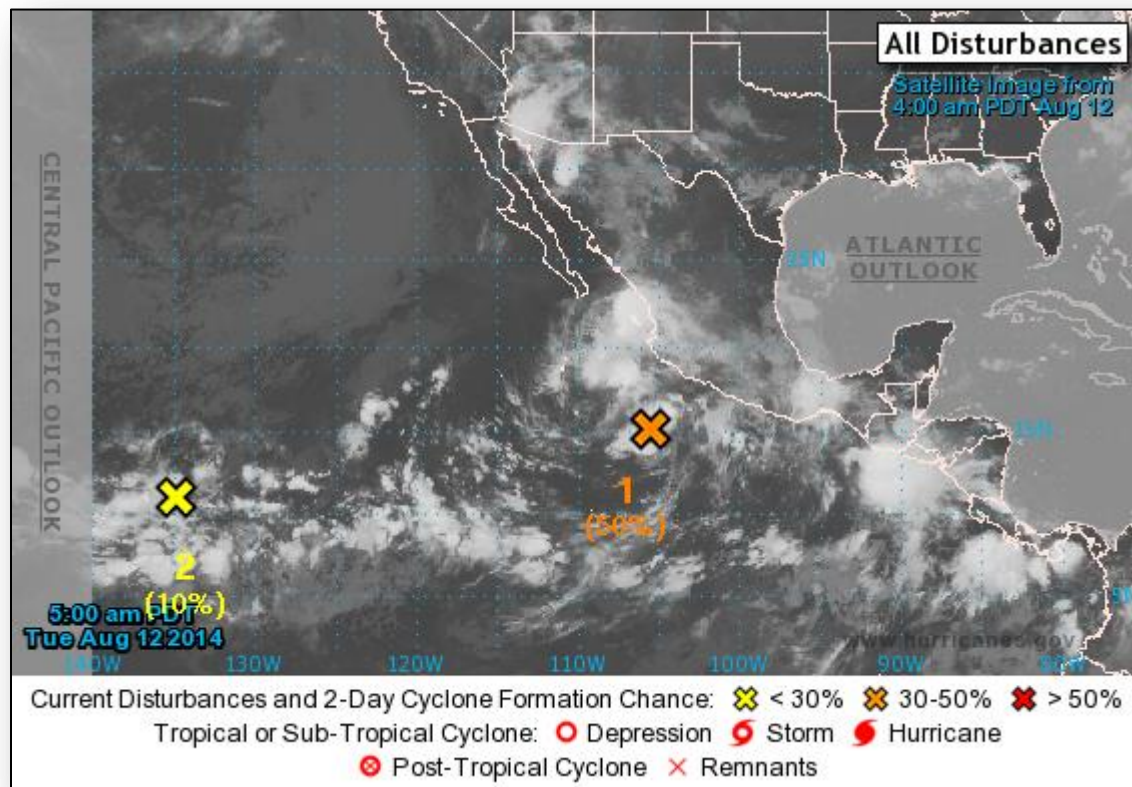 All Disturbances
Satellite Image from
4:00 am PDT Aug 12
CENTRAL PACIFIC OUTLOOK
ATLANTIC
OUTLOOK
25N
15N
1
(50%)
2
(10%)
5:00 am PDT
Tue Aug 12 2014
www.hurricanes.gov
5N
140W 130W 120W 110W 100W 90W 80W
Current Disturbances and 2-Day Cyclone Formation Chance: < 30% 30-50% > 50%
Tropical or Sub-Tropical Cyclone: Depression Storm Hurricane
Post-Tropical Cyclone Remnants